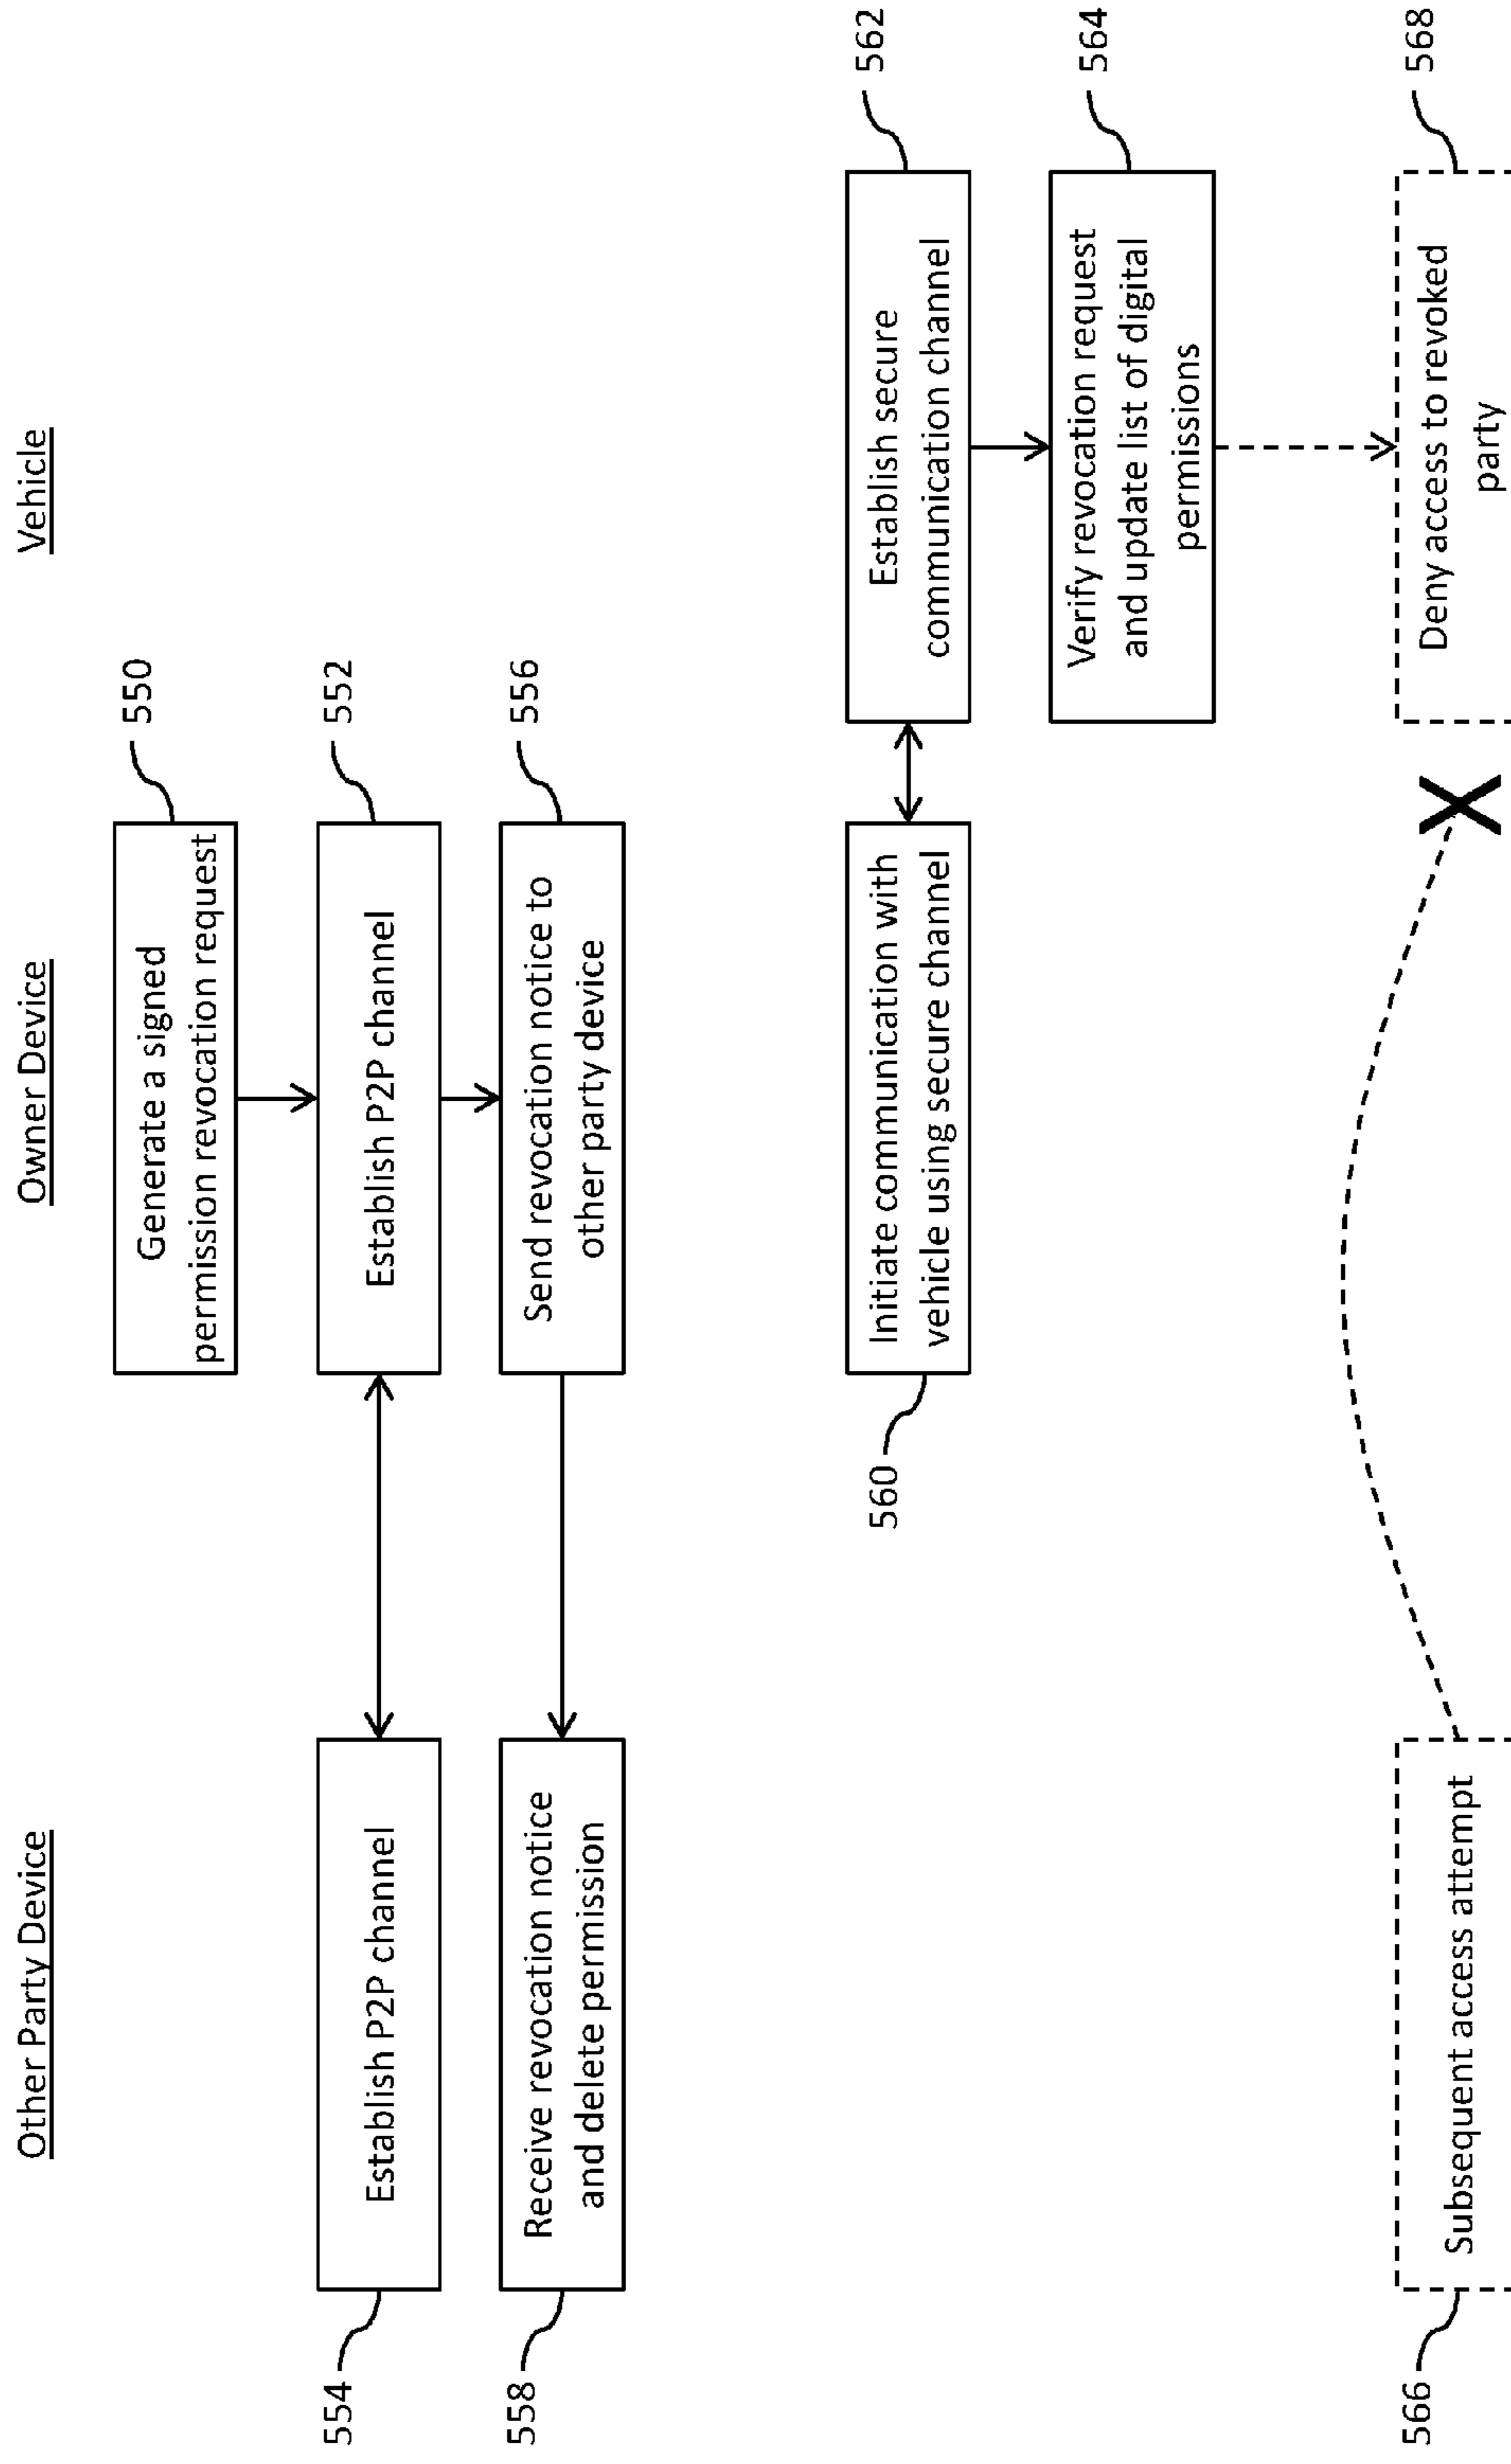 Other Party Device
Owner Device
Vehicle
Generate a signed
permission revocation request
550
554
Establish P2P channel
Establish P2P channel
552
558
Receive revocation notice
and delete permission
Send revocation notice to
other party device
556
560
Initiate communication with
vehicle using secure channel
Establish secure
communication channel
562
Verify revocation request
and update list of digital
permissions
564
566
Subsequent access attempt
X
Deny access to revoked
party
568